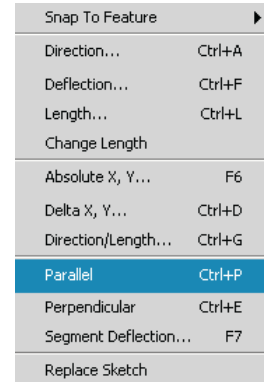 Snap To Feature
Direction... Ctrl+A
Deflection... Ctrl+F
Length... Ctrl+L
Change Length
Absolute X, Y... F6
Delta X, Y... Ctrl+D
Direction/Length... Ctrl+G
Parallel Ctrl+P
Perpendicular Ctrl+E
Segment Deflection... F7
Replace Sketch